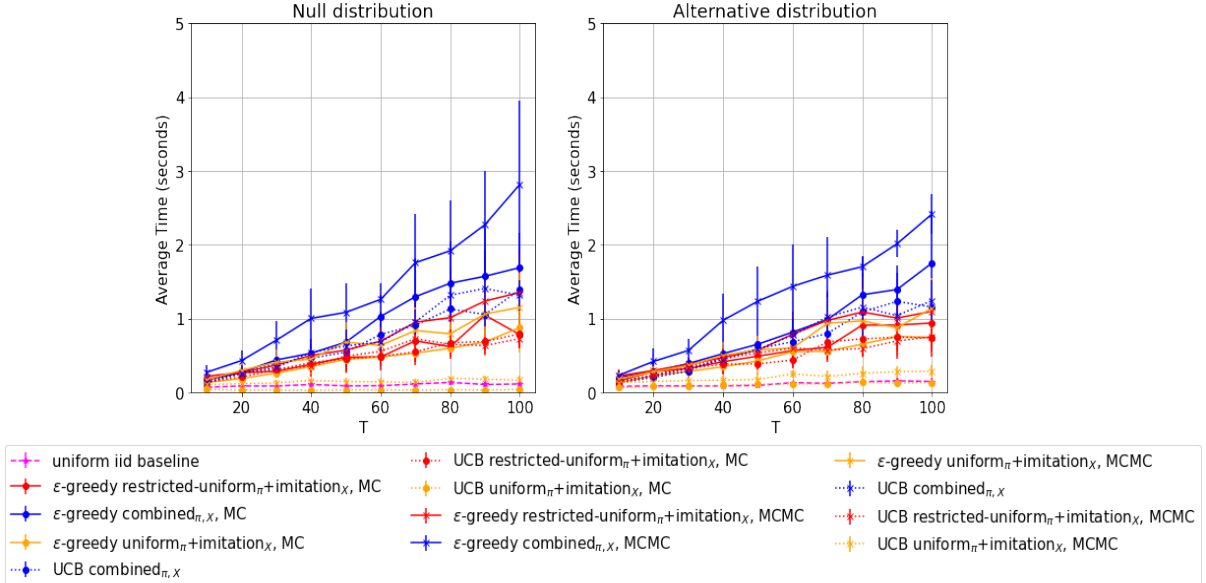 Null distribution
Alternative distribution
Average Time (seconds)
5
4
3
2
1
0
20
40
60
80
100
T
Average Time (seconds)
5
4
3
2
1
0
20
40
60
80
100
T
uniform iid baseline
ε-greedy restricted-uniformπ+imitationX, MC
ε-greedy combinedπ, X, MC
ε-greedy uniformπ+imitationX, MC
UCB combinedπ, X
UCB restricted-uniformπ+imitationX, MC
UCB uniformπ+imitationX, MC
ε-greedy restricted-uniformπ+imitationX, MCMC
ε-greedy combinedπ, X, MCMC
ε-greedy uniformπ+imitationX, MCMC
UCB combinedπ, X
UCB restricted-uniformπ+imitationX, MCMC
UCB uniformπ+imitationX, MCMC